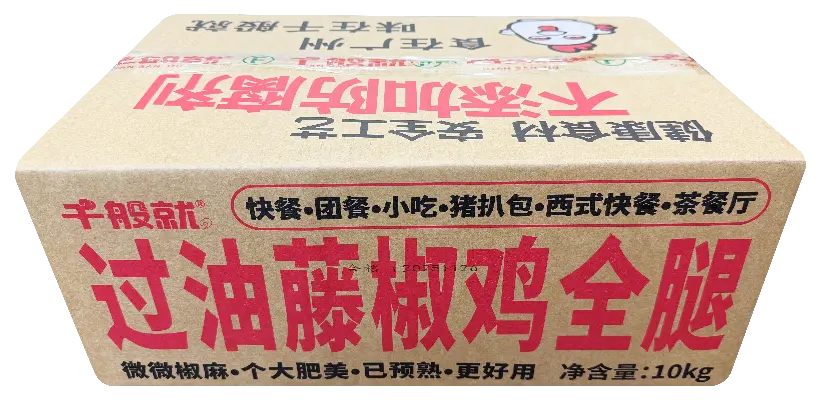 食在广州
味在千般就
不添加防腐剂
健康食材 安全工艺
千般就®
快餐•团餐•小吃•猪扒包•西式快餐•茶餐厅
过油藤椒鸡全腿
合格 20251126
微微椒麻•个大肥美•已预熟•更好用 净含量:10kg